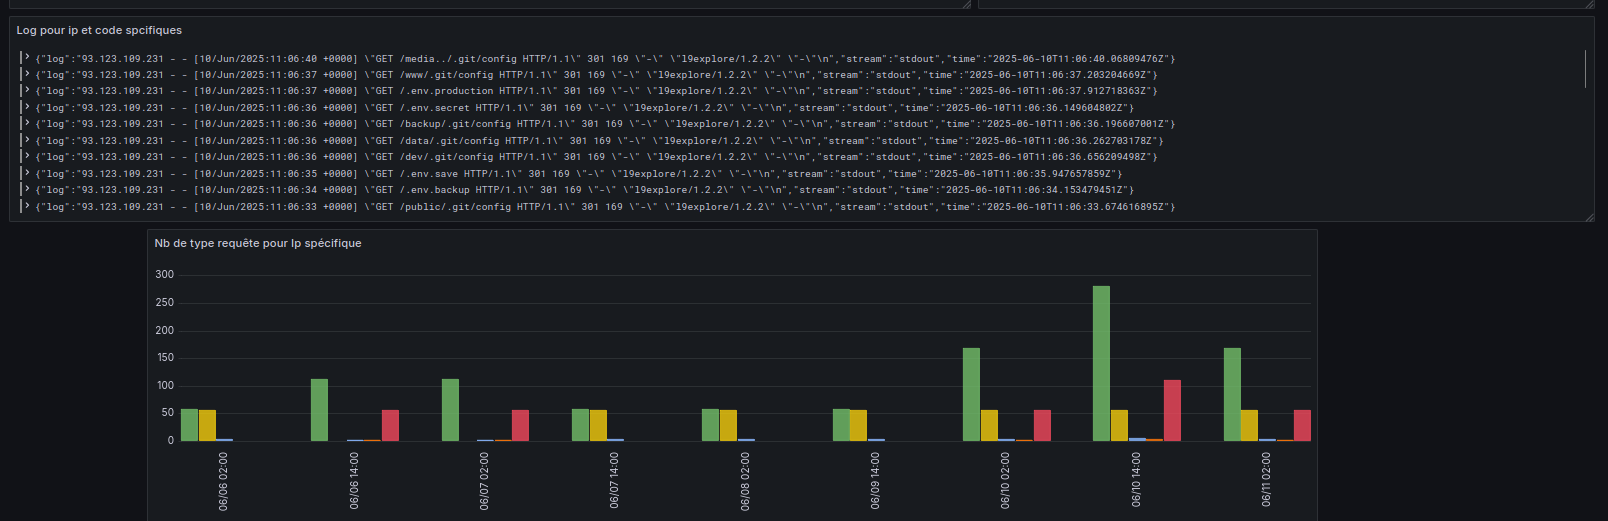 Log pour ip et code spcifiques
{"log":"93.123.109.231 - - [10/Jun/2025:11:06:40 +0000] \"GET /media../.git/config HTTP/1.1\" 301 169 \"-\" \"l9explore/1.2.2\" \"-\"\n","stream":"stdout","time":"2025-06-10T11:06:40.06809476Z"}
{"log":"93.123.109.231 - - [10/Jun/2025:11:06:37 +0000] \"GET /www/.git/config HTTP/1.1\" 301 169 \"-\" \"l9explore/1.2.2\" \"-\"\n","stream":"stdout","time":"2025-06-10T11:06:37.203204669Z"}
{"log":"93.123.109.231 - - [10/Jun/2025:11:06:37 +0000] \"GET /.env.production HTTP/1.1\" 301 169 \"-\" \"l9explore/1.2.2\" \"-\"\n","stream":"stdout","time":"2025-06-10T11:06:37.912718363Z"}
{"log":"93.123.109.231 - - [10/Jun/2025:11:06:36 +0000] \"GET /.env.secret HTTP/1.1\" 301 169 \"-\" \"l9explore/1.2.2\" \"-\"\n","stream":"stdout","time":"2025-06-10T11:06:36.149604802Z"}
{"log":"93.123.109.231 - - [10/Jun/2025:11:06:36 +0000] \"GET /backup/.git/config HTTP/1.1\" 301 169 \"-\" \"l9explore/1.2.2\" \"-\"\n","stream":"stdout","time":"2025-06-10T11:06:36.196607001Z"}
{"log":"93.123.109.231 - - [10/Jun/2025:11:06:36 +0000] \"GET /data/.git/config HTTP/1.1\" 301 169 \"-\" \"l9explore/1.2.2\" \"-\"\n","stream":"stdout","time":"2025-06-10T11:06:36.262703178Z"}
{"log":"93.123.109.231 - - [10/Jun/2025:11:06:36 +0000] \"GET /dev/.git/config HTTP/1.1\" 301 169 \"-\" \"l9explore/1.2.2\" \"-\"\n","stream":"stdout","time":"2025-06-10T11:06:36.656209498Z"}
{"log":"93.123.109.231 - - [10/Jun/2025:11:06:35 +0000] \"GET /.env.save HTTP/1.1\" 301 169 \"-\" \"l9explore/1.2.2\" \"-\"\n","stream":"stdout","time":"2025-06-10T11:06:35.947657859Z"}
{"log":"93.123.109.231 - - [10/Jun/2025:11:06:34 +0000] \"GET /.env.backup HTTP/1.1\" 301 169 \"-\" \"l9explore/1.2.2\" \"-\"\n","stream":"stdout","time":"2025-06-10T11:06:34.153479451Z"}
{"log":"93.123.109.231 - - [10/Jun/2025:11:06:33 +0000] \"GET /public/.git/config HTTP/1.1\" 301 169 \"-\" \"l9explore/1.2.2\" \"-\"\n","stream":"stdout","time":"2025-06-10T11:06:33.674616895Z"}
Nb de type requête pour Ip spécifique
300
250
200
150
100
50
0
06/06 02:00
06/06 14:00
06/07 02:00
06/07 14:00
06/08 02:00
06/09 14:00
06/10 02:00
06/10 14:00
06/11 02:00